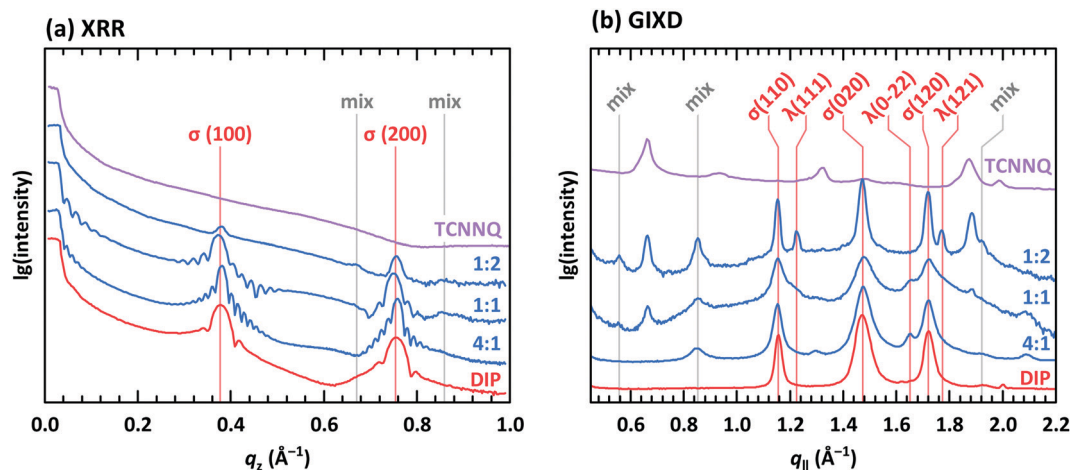 (a) XRR
(b) GIXD
mix
mix
σ (100)
σ (200)
TCNNQ
1:2
1:1
4:1
DIP
lg(intensity)
0.0 0.2 0.4 0.6 0.8 1.0
qz (Å⁻¹)
mix
mix
σ(110)
λ(111)
σ(020)
λ(0-22)
σ(120)
λ(121)
mix
TCNNQ
1:2
1:1
4:1
DIP
lg(intensity)
0.6 0.8 1.0 1.2 1.4 1.6 1.8 2.0 2.2
q|| (Å⁻¹)